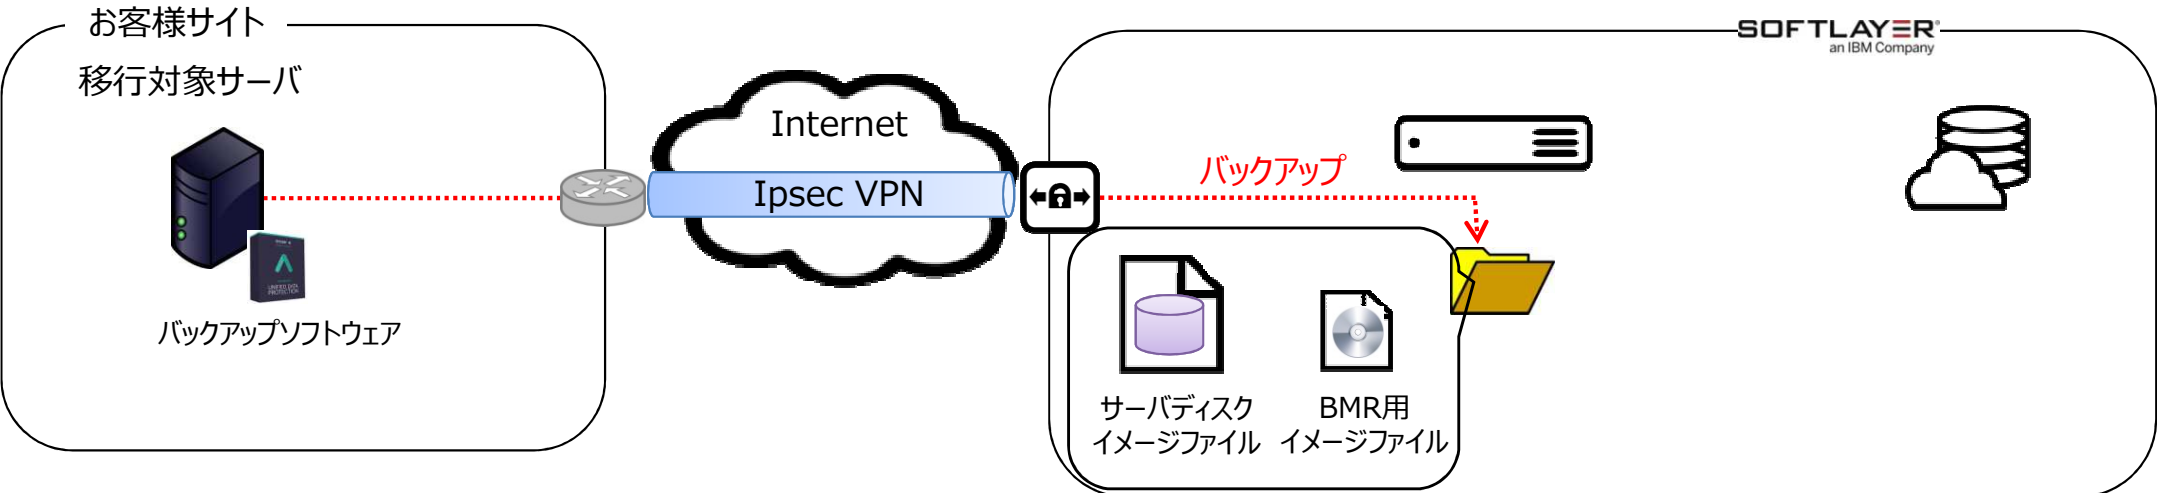 お客様サイト
移行対象サーバ
バックアップソフトウェア
UNIFIED DATA
PROTECTION
Internet
Ipsec VPN
SOFTLAYER
an IBM Company
バックアップ
サーバディスク
イメージファイル
BMR用
イメージファイル